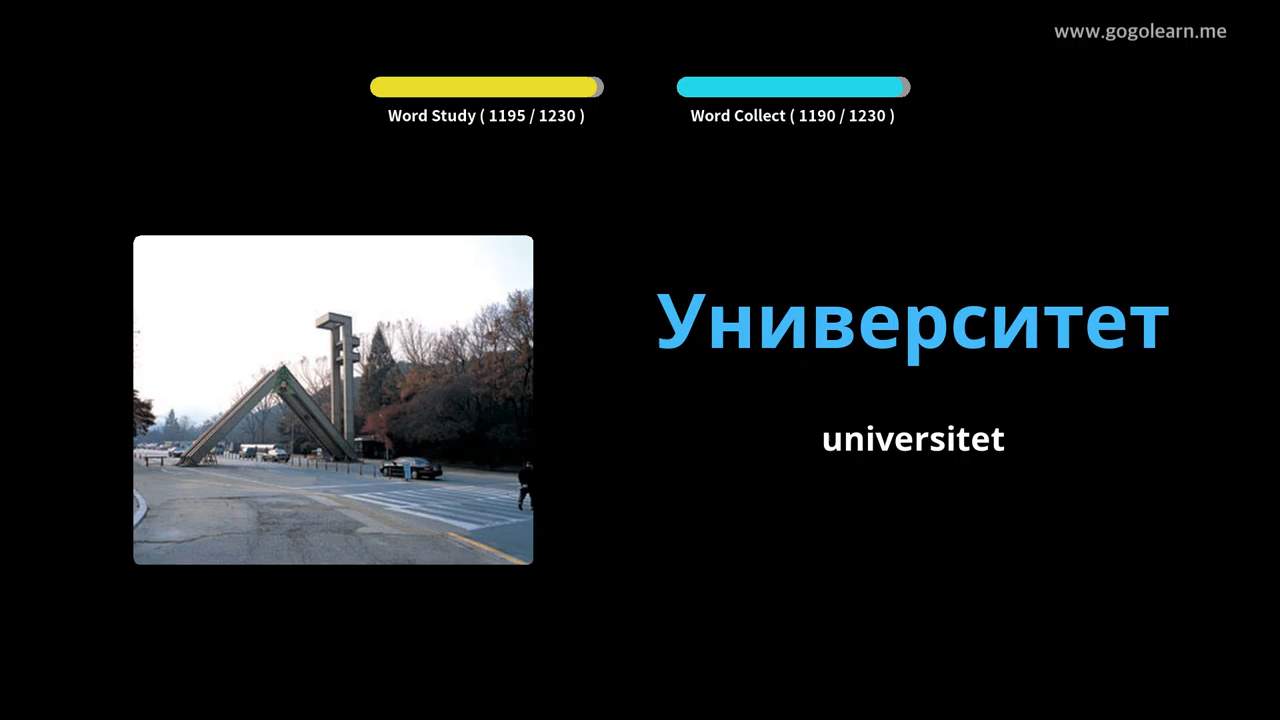 www.gogolearn.me
Word Study ( 1195 / 1230 )
Word Collect ( 1190 / 1230 )
Университет
universitet